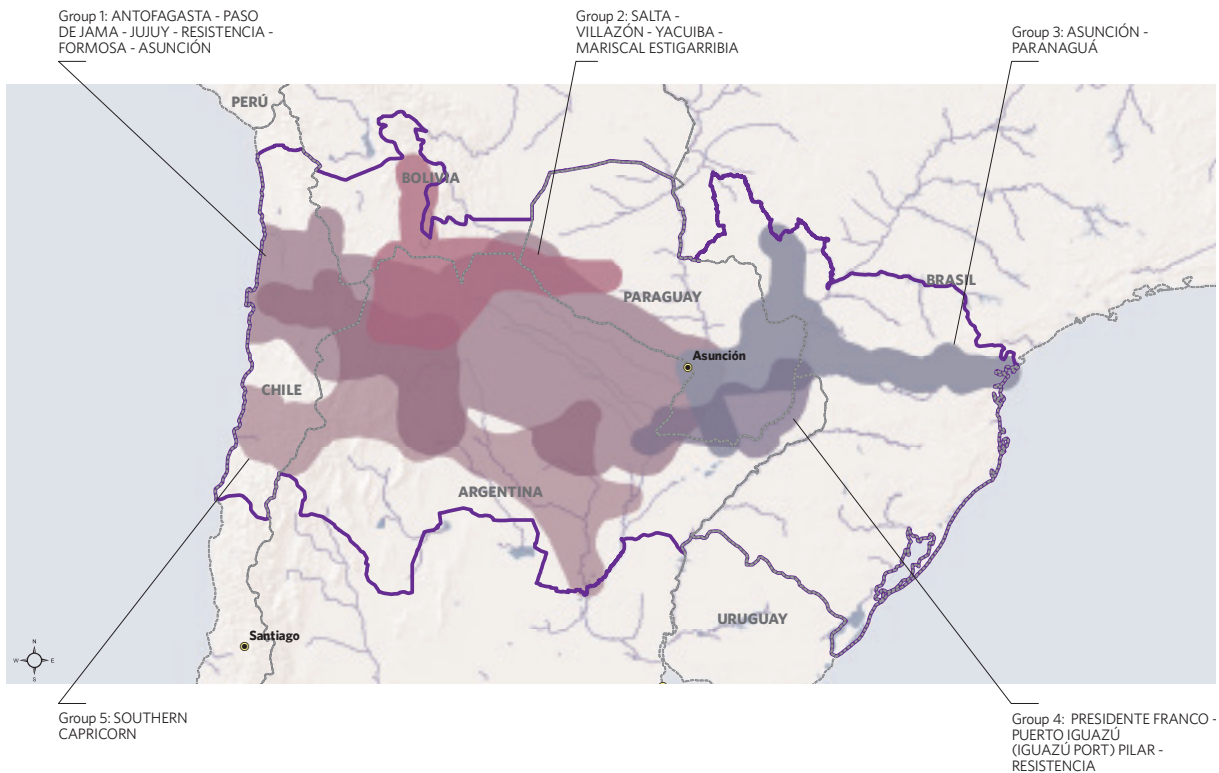 Group 1: ANTOFAGASTA - PASO
DE JAMA - JUJUY - RESISTENCIA -
FORMOSA - ASUNCIÓN
Group 2: SALTA -
VILLAZÓN - YACUIBA -
MARISCAL ESTIGARRIBIA
Group 3: ASUNCIÓN -
PARANAGUÁ
PERÚ
BOLIVIA
BRASIL
PARAGUAY
Asunción
CHILE
ARGENTINA
URUGUAY
Santiago
N
W
E
S
Group 5: SOUTHERN
CAPRICORN
Group 4: PRESIDENTE FRANCO -
PUERTO IGUAZÚ
(IGUAZÚ PORT) PILAR -
RESISTENCIA